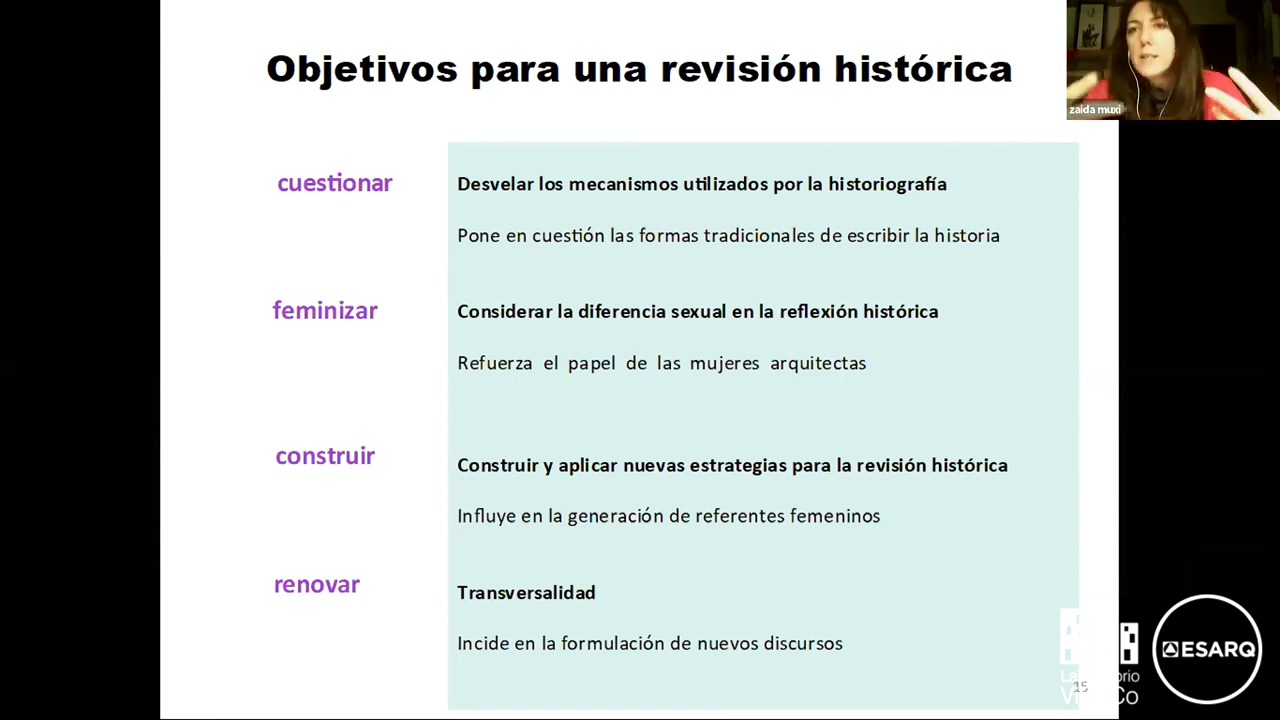 Objetivos para una revisión histórica
zaida muxi
cuestionar
Desvelar los mecanismos utilizados por la historiografía
Pone en cuestión las formas tradicionales de escribir la historia
feminizar
Considerar la diferencia sexual en la reflexión histórica
Refuerza el papel de las mujeres arquitectas
construir
Construir y aplicar nuevas estrategias para la revisión histórica
Influye en la generación de referentes femeninos
renovar
Transversalidad
Incide en la formulación de nuevos discursos
15
ESARQ